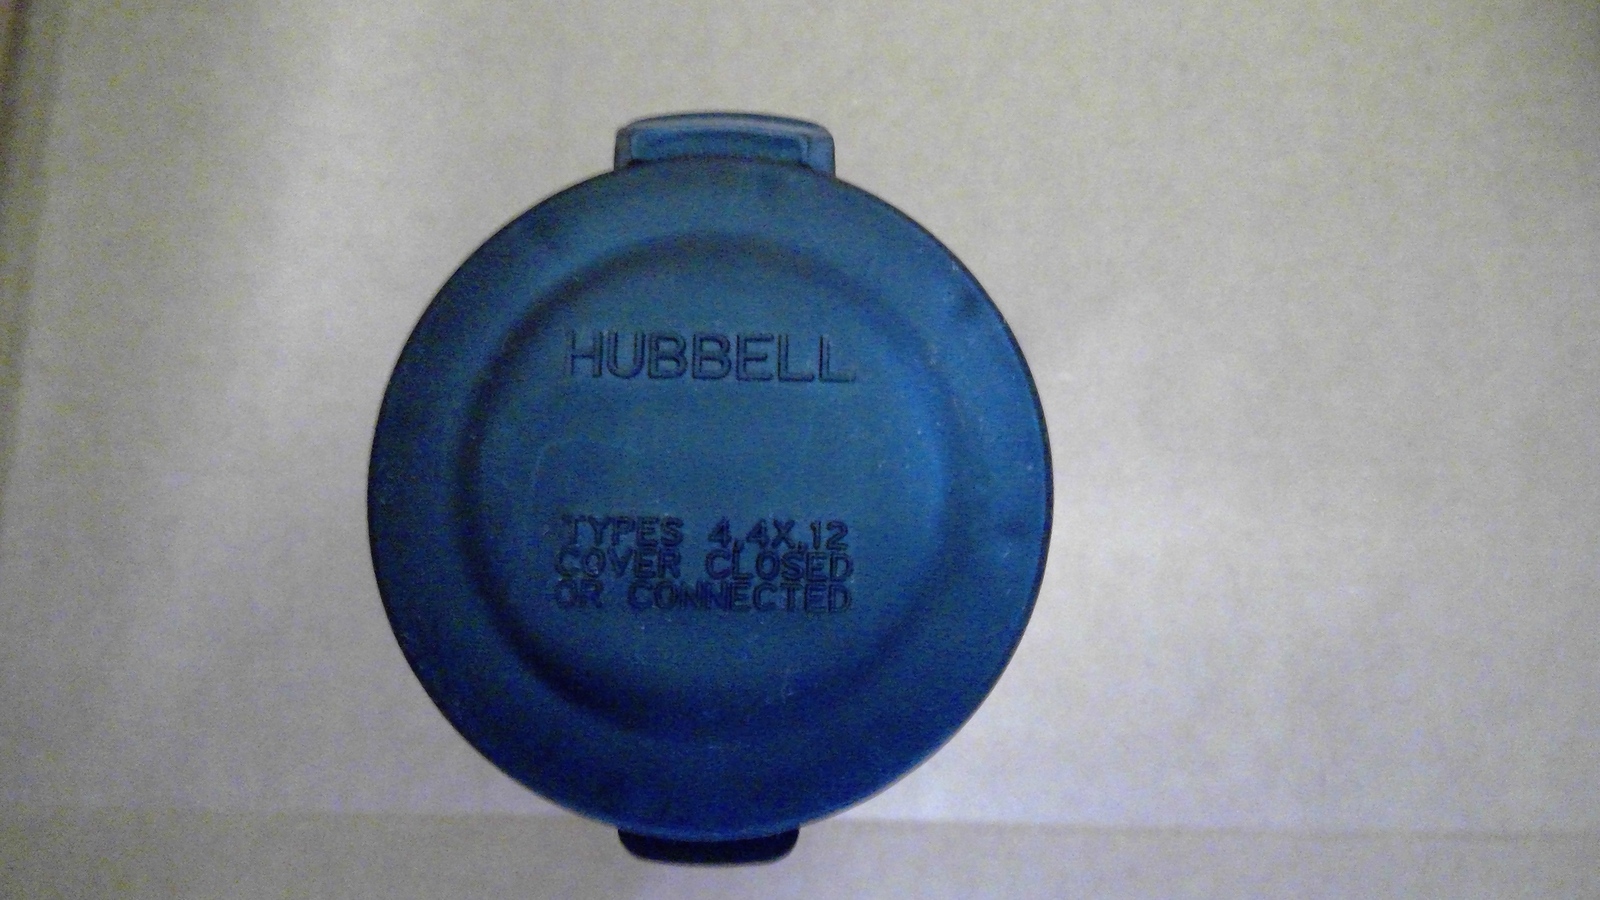 HUBBELL
TYPES 4,4X,12
COVER CLOSED
OR CONNECTED